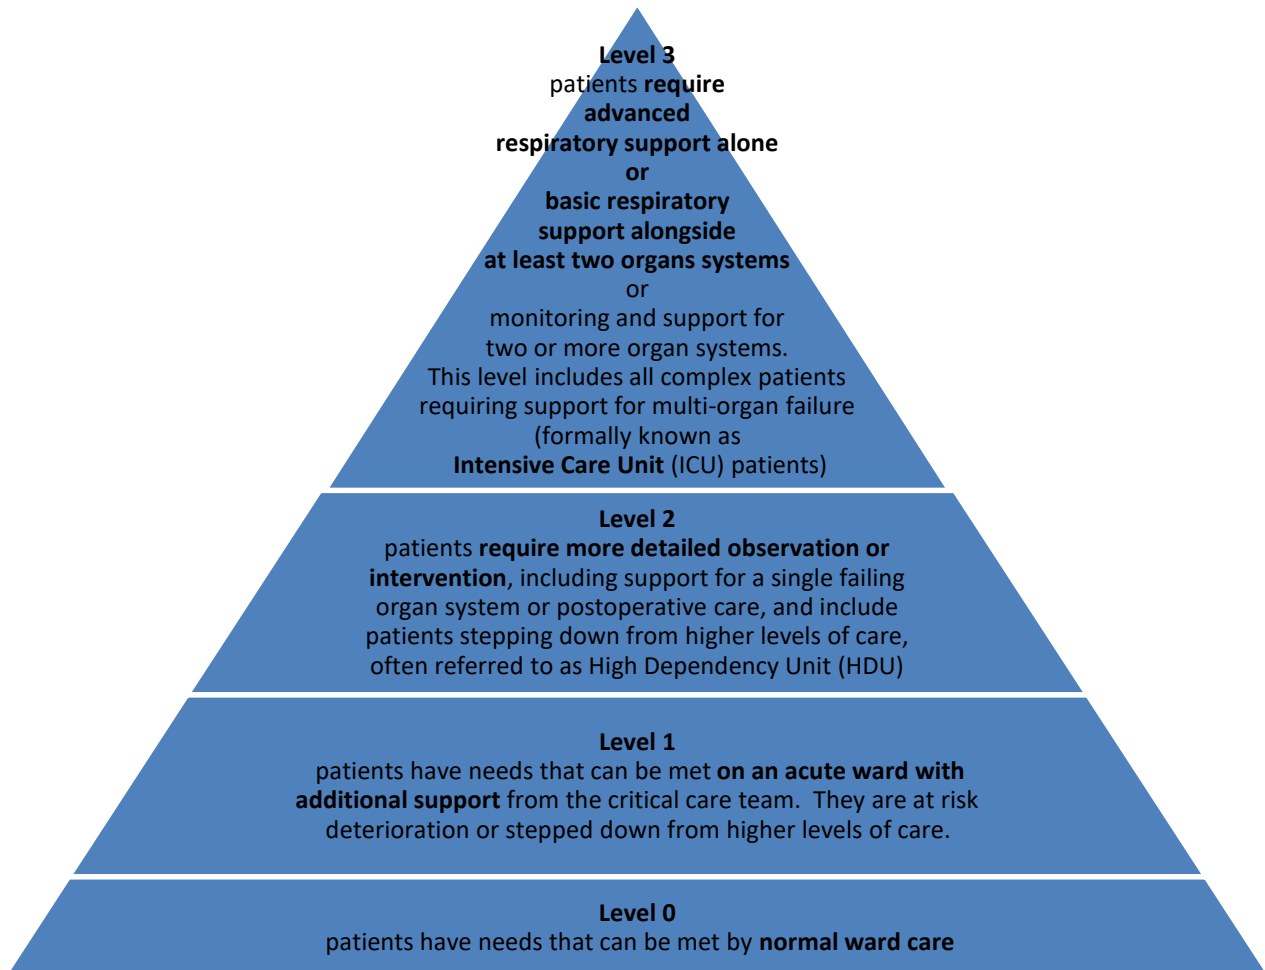 Level 3
patients require
advanced
respiratory support alone
or
basic respiratory
support alongside
at least two organs systems
or
monitoring and support for
two or more organ systems.
This level includes all complex patients
requiring support for multi-organ failure
(formally known as
Intensive Care Unit (ICU) patients)
Level 2
patients require more detailed observation or
intervention, including support for a single failing
organ system or postoperative care, and include
patients stepping down from higher levels of care,
often referred to as High Dependency Unit (HDU)
Level 1
patients have needs that can be met on an acute ward with
additional support from the critical care team.  They are at risk
deterioration or stepped down from higher levels of care.
Level 0
patients have needs that can be met by normal ward care